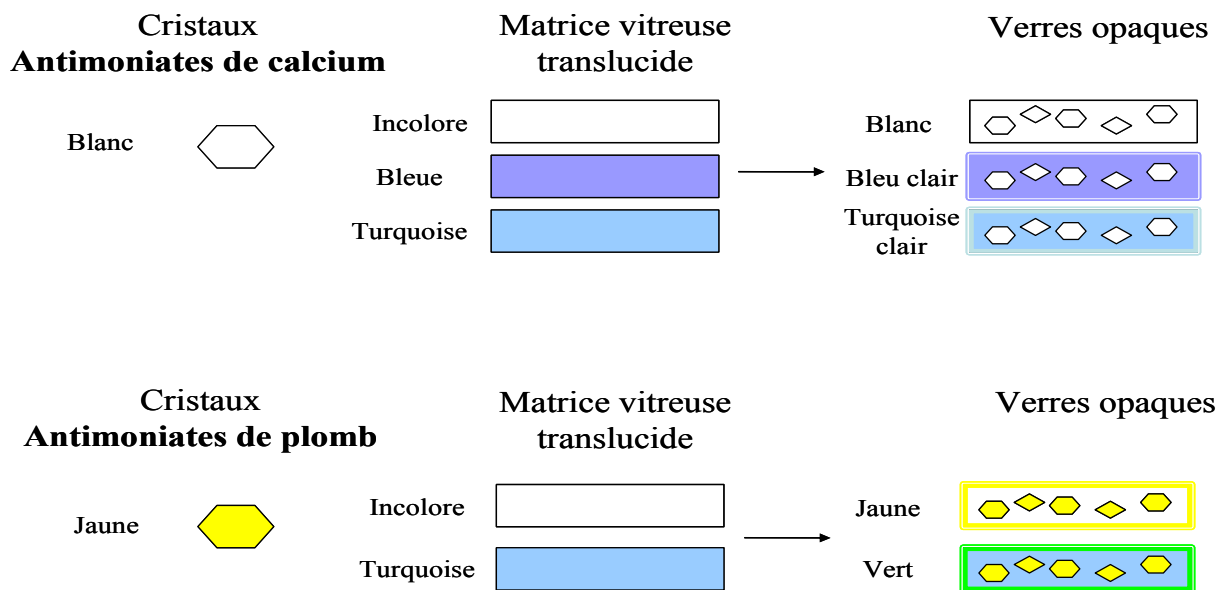 Cristaux
Antimoniates de calcium
Matrice vitreuse
translucide
Verres opaques
Blanc
Incolore
Bleue
Turquoise
Blanc
Bleu clair
Turquoise
clair
Cristaux
Antimoniates de plomb
Matrice vitreuse
translucide
Verres opaques
Jaune
Incolore
Turquoise
Jaune
Vert